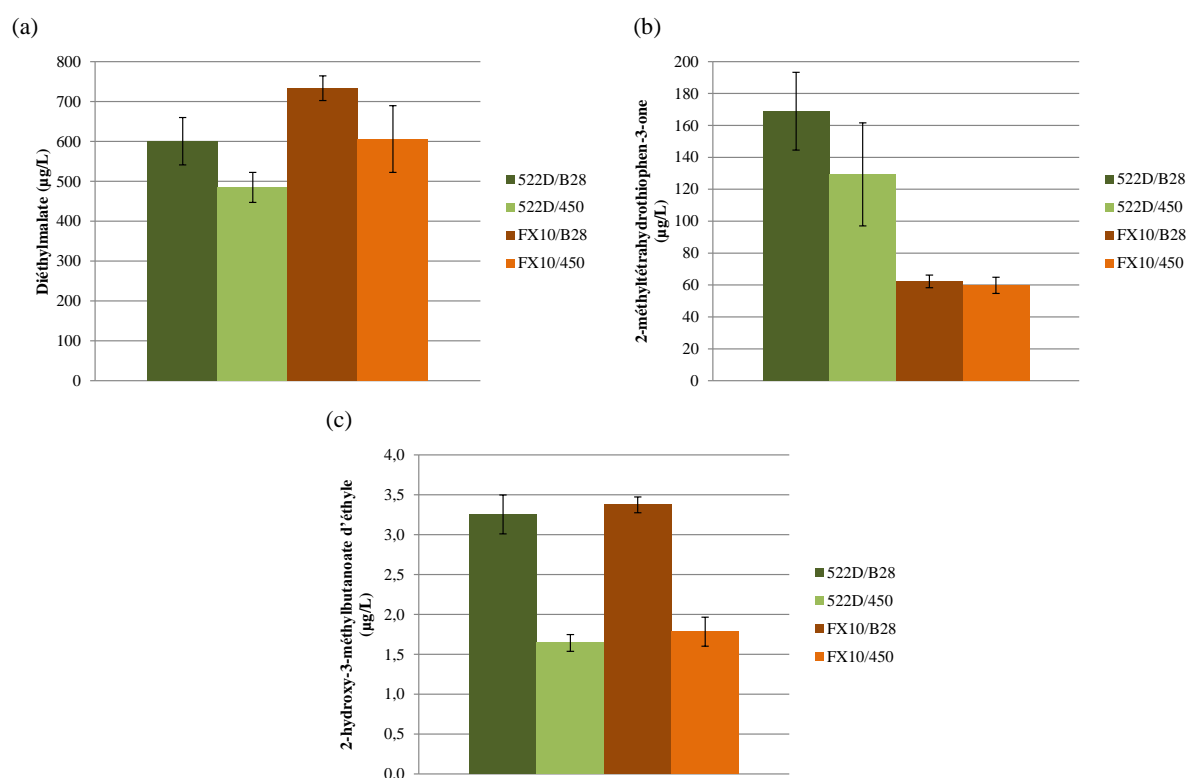 (a)
Diéthylmalate (µg/L)
800
700
600
500
400
300
200
100
0
522D/B28
522D/450
FX10/B28
FX10/450
(b)
2-méthyltétrahydrothiophen-3-one
(µg/L)
200
180
160
140
120
100
80
60
40
20
0
522D/B28
522D/450
FX10/B28
FX10/450
(c)
2-hydroxy-3-méthylbutanoate d’éthyle
(µg/L)
4,0
3,5
3,0
2,5
2,0
1,5
1,0
0,5
0,0
522D/B28
522D/450
FX10/B28
FX10/450